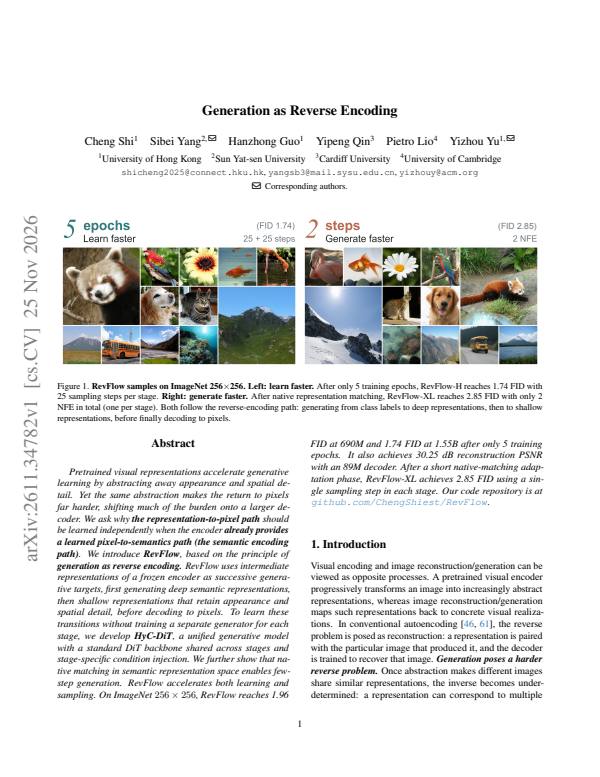 Generation as Reverse Encoding
Cheng Shi1 Sibei Yang2,✉ Hanzhong Guo1 Yipeng Qin3 Pietro Lio4 Yizhou Yu1,✉
1University of Hong Kong 2Sun Yat-sen University 3Cardiff University 4University of Cambridge
shicheng2025@connect.hku.hk, yangsb3@mail.sysu.edu.cn, yizhouy@acm.org
✉ Corresponding authors.
arXiv:2611.34782v1 [cs.CV] 25 Nov 2026
5 epochs (FID 1.74)
Learn faster 25 + 25 steps
2 steps (FID 2.85)
Generate faster 2 NFE
Figure 1. RevFlow samples on ImageNet 256×256. Left: learn faster. After only 5 training epochs, RevFlow-H reaches 1.74 FID with
25 sampling steps per stage. Right: generate faster. After native representation matching, RevFlow-XL reaches 2.85 FID with only 2
NFE in total (one per stage). Both follow the reverse-encoding path: generating from class labels to deep representations, then to shallow
representations, before finally decoding to pixels.
Abstract
Pretrained visual representations accelerate generative
learning by abstracting away appearance and spatial de-
tail. Yet the same abstraction makes the return to pixels
far harder, shifting much of the burden onto a larger de-
coder. We ask why the representation-to-pixel path should
be learned independently when the encoder already provides
a learned pixel-to-semantics path (the semantic encoding
path). We introduce RevFlow, based on the principle of
generation as reverse encoding. RevFlow uses intermediate
representations of a frozen encoder as successive genera-
tive targets, first generating deep semantic representations,
then shallow representations that retain appearance and
spatial detail, before decoding to pixels. To learn these
transitions without training a separate generator for each
stage, we develop HyC-DiT, a unified generative model
with a standard DiT backbone shared across stages and
stage-specific condition injection. We further show that na-
tive matching in semantic representation space enables few-
step generation. RevFlow accelerates both learning and
sampling. On ImageNet 256 × 256, RevFlow reaches 1.96
FID at 690M and 1.74 FID at 1.55B after only 5 training
epochs. It also achieves 30.25 dB reconstruction PSNR
with an 89M decoder. After a short native-matching adap-
tation phase, RevFlow-XL achieves 2.85 FID using a sin-
gle sampling step in each stage. Our code repository is at
github.com/ChengShiest/RevFlow.
1. Introduction
Visual encoding and image reconstruction/generation can be
viewed as opposite processes. A pretrained visual encoder
progressively transforms an image into increasingly abstract
representations, whereas image reconstruction/generation
maps such representations back to concrete visual realiza-
tions. In conventional autoencoding [46, 61], the reverse
problem is posed as reconstruction: a representation is paired
with the particular image that produced it, and the decoder
is trained to recover that image. Generation poses a harder
reverse problem. Once abstraction makes different images
share similar representations, the inverse becomes under-
determined: a representation can correspond to multiple
1